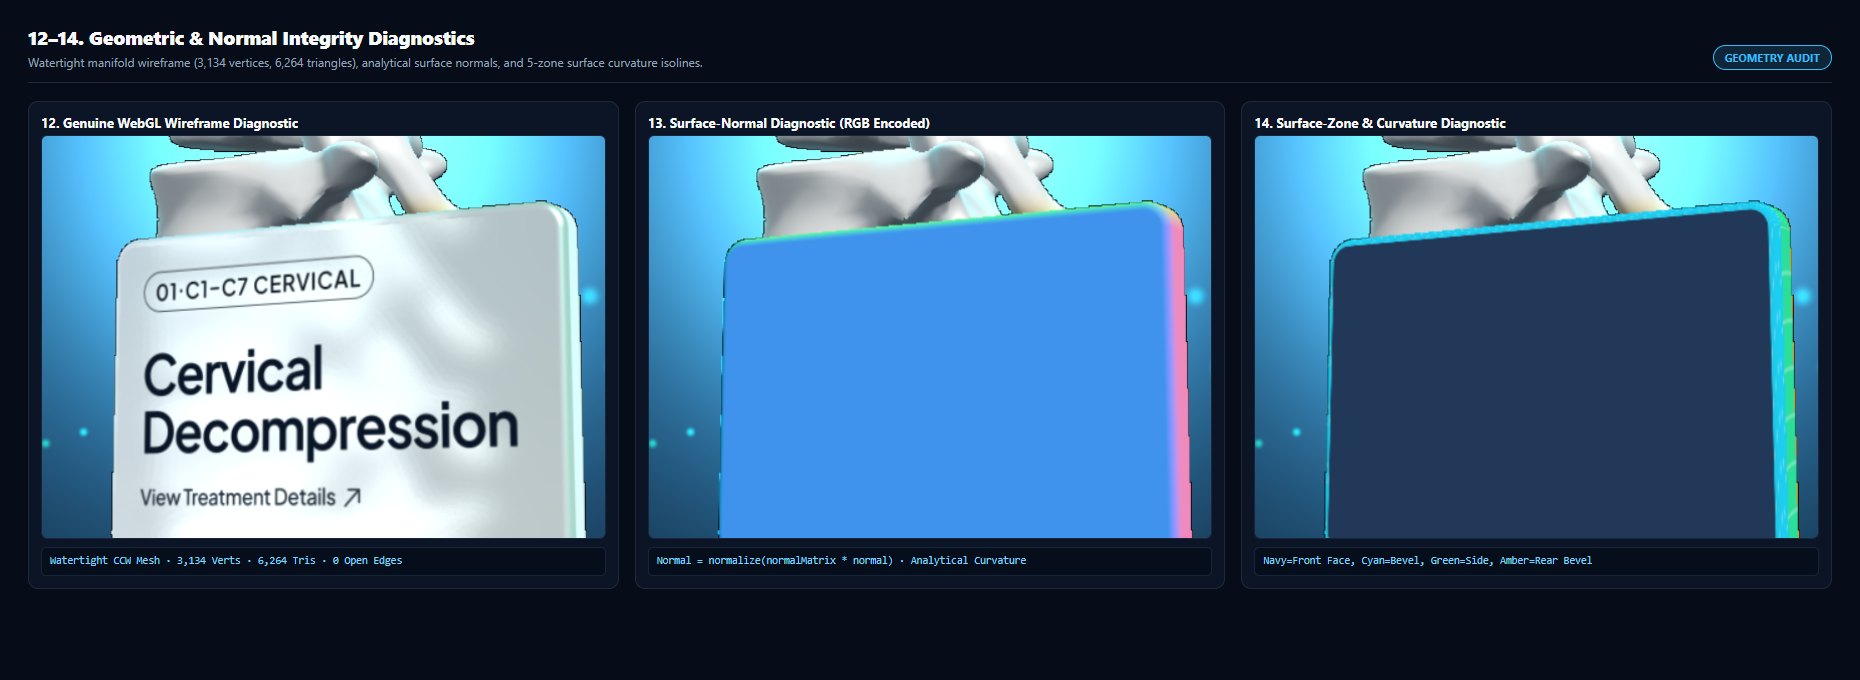 12–14. Geometric & Normal Integrity Diagnostics
Watertight manifold wireframe (3,134 vertices, 6,264 triangles), analytical surface normals, and 5-zone surface curvature isolines.
GEOMETRY AUDIT
12. Genuine WebGL Wireframe Diagnostic
01·C1–C7 CERVICAL
Cervical
Decompression
View Treatment Details ↗
Watertight CCW Mesh · 3,134 Verts · 6,264 Tris · 0 Open Edges
13. Surface-Normal Diagnostic (RGB Encoded)
Normal = normalize(normalMatrix * normal) · Analytical Curvature
14. Surface-Zone & Curvature Diagnostic
Navy=Front Face, Cyan=Bevel, Green=Side, Amber=Rear Bevel